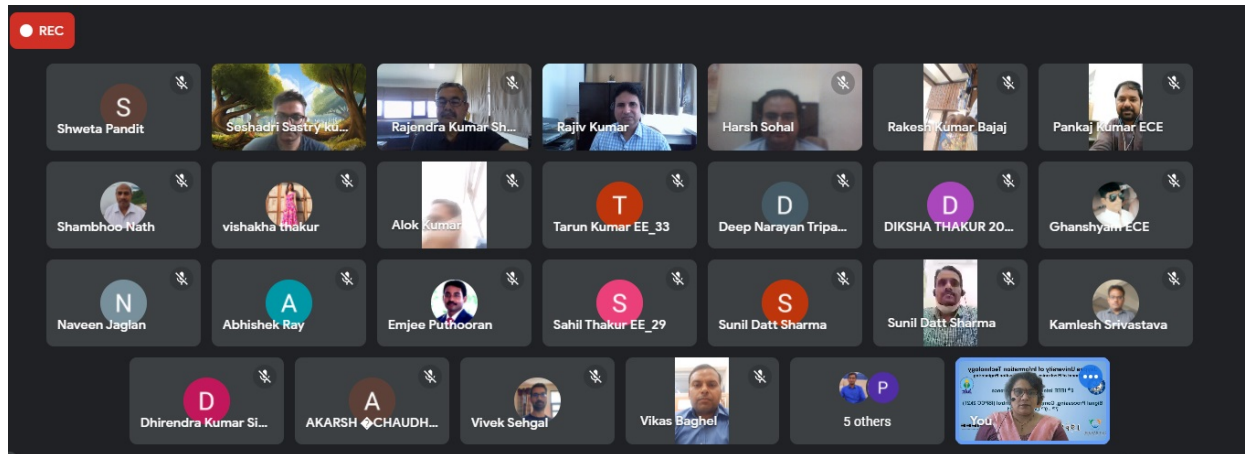 REC
S
Shweta Pandit
Seshadri Sastry ku...
Rajendra Kumar Sh...
Rajiv Kumar
Harsh Sohal
Rakesh Kumar Bajaj
Pankaj Kumar ECE
Shambhoo Nath
vishakha thakur
Alok Kumar
T
Tarun Kumar EE_33
D
Deep Narayan Tripa...
D
DIKSHA THAKUR 20...
Ghanshyam ECE
N
Naveen Jaglan
A
Abhishek Ray
Emjee Puthooran
S
Sahil Thakur EE_29
S
Sunil Datt Sharma
Sunil Datt Sharma
Kamlesh Srivastava
D
Dhirendra Kumar Si...
A
AKARSH �CHAUDH...
Vivek Sehgal
Vikas Baghel
P
5 others
University of Information Technology
You